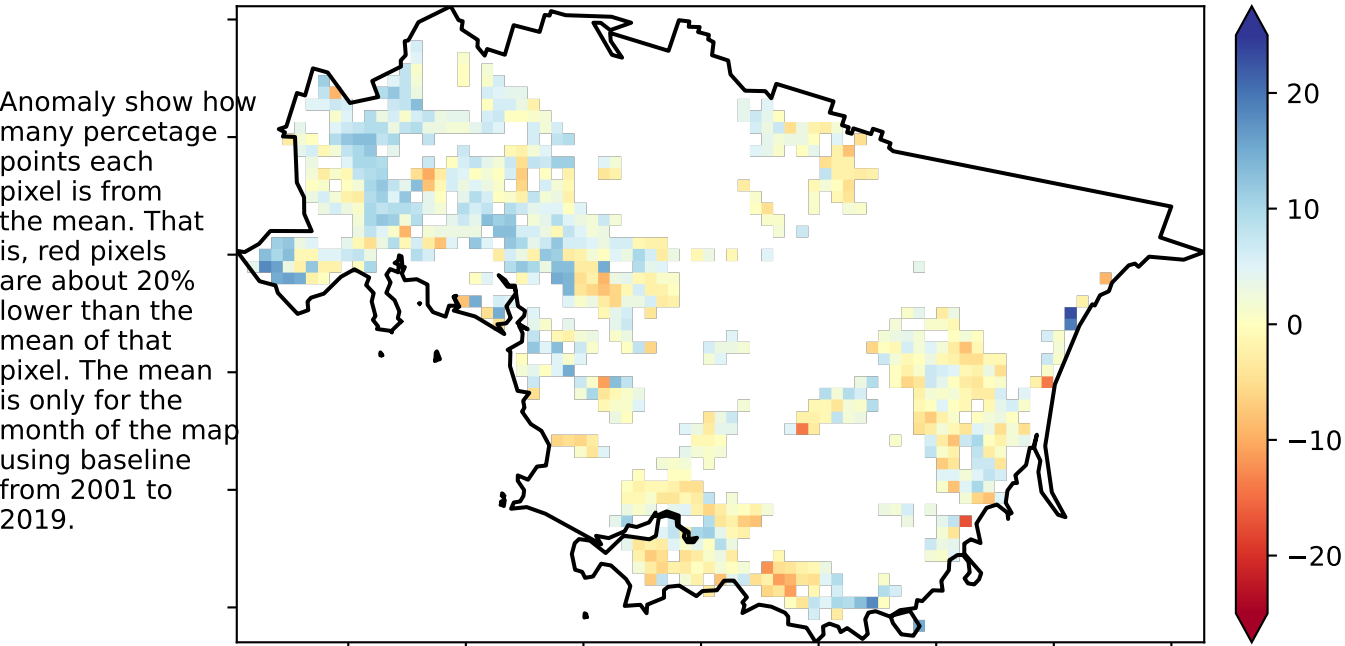 Anomaly show how
many percetage
points each
pixel is from
the mean. That
is, red pixels
are about 20%
lower than the
mean of that
pixel. The mean
is only for the
month of the map
using baseline
from 2001 to
2019.
20
10
0
−10
−20